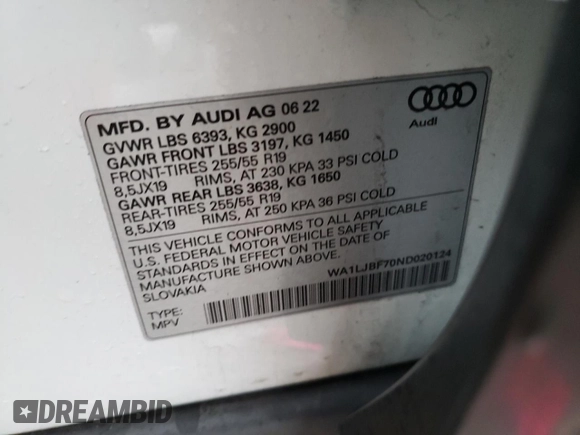 MFD. BY AUDI AG 06 22
GVWR LBS 6393, KG 2900
GAWR FRONT LBS 3197, KG 1450
FRONT-TIRES 255/55 R19
8,5JX19 RIMS, AT 230 KPA 33 PSI COLD
GAWR REAR LBS 3638, KG 1650
REAR-TIRES 255/55 R19
8,5JX19 RIMS, AT 250 KPA 36 PSI COLD
THIS VEHICLE CONFORMS TO ALL APPLICABLE
U.S. FEDERAL MOTOR VEHICLE SAFETY
STANDARDS IN EFFECT ON THE DATE OF
MANUFACTURE SHOWN ABOVE.
SLOVAKIA
WA1LJBF70ND020124
TYPE:
MPV
Audi
DREAMBID